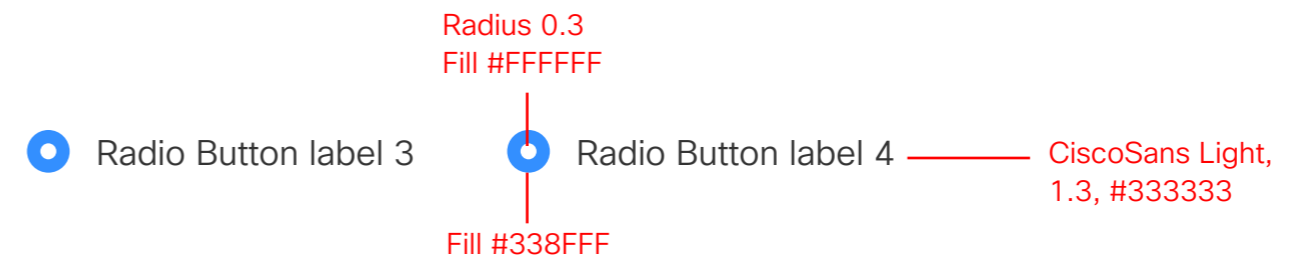 Radius 0.3
Fill #FFFFFF
Radio Button label 3
Radio Button label 4
CiscoSans Light,
1.3, #333333
Fill #338FFF